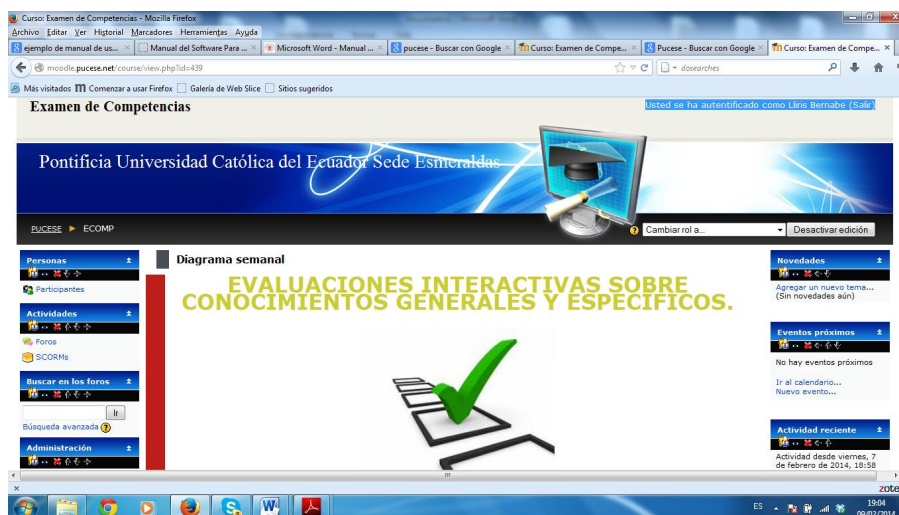 Curso: Examen de Competencias - Mozilla Firefox
Archivo Editar Ver Historial Marcadores Herramientas Ayuda
ejemplo de manual de us... Manual del Software Para ... Microsoft Word - Manual ... pucese - Buscar con Google Curso: Examen de Compe... Pucese - Buscar con Google Curso: Examen de Compe...
moodle.pucese.net/course/view.php?id=439 dosearches
Más visitados Comenzar a usar Firefox Galería de Web Slice Sitios sugeridos
Examen de Competencias
Usted se ha autentificado como Lliris Bernabe (Salir)
Pontificia Universidad Católica del Ecuador Sede Esmeraldas
PUCESE ► ECOMP
Cambiar rol a... Desactivar edición
Personas
Participantes
Actividades
Foros
SCORMs
Buscar en los foros
Ir
Búsqueda avanzada
Administración
Diagrama semanal
EVALUACIONES INTERACTIVAS SOBRE
CONOCIMIENTOS GENERALES Y ESPECIFICOS.
Novedades
Agregar un nuevo tema...
(Sin novedades aún)
Eventos próximos
No hay eventos próximos
Ir al calendario...
Nuevo evento...
Actividad reciente
Actividad desde viernes, 7
de febrero de 2014, 18:58
zote
ES
19:04
09/02/2014